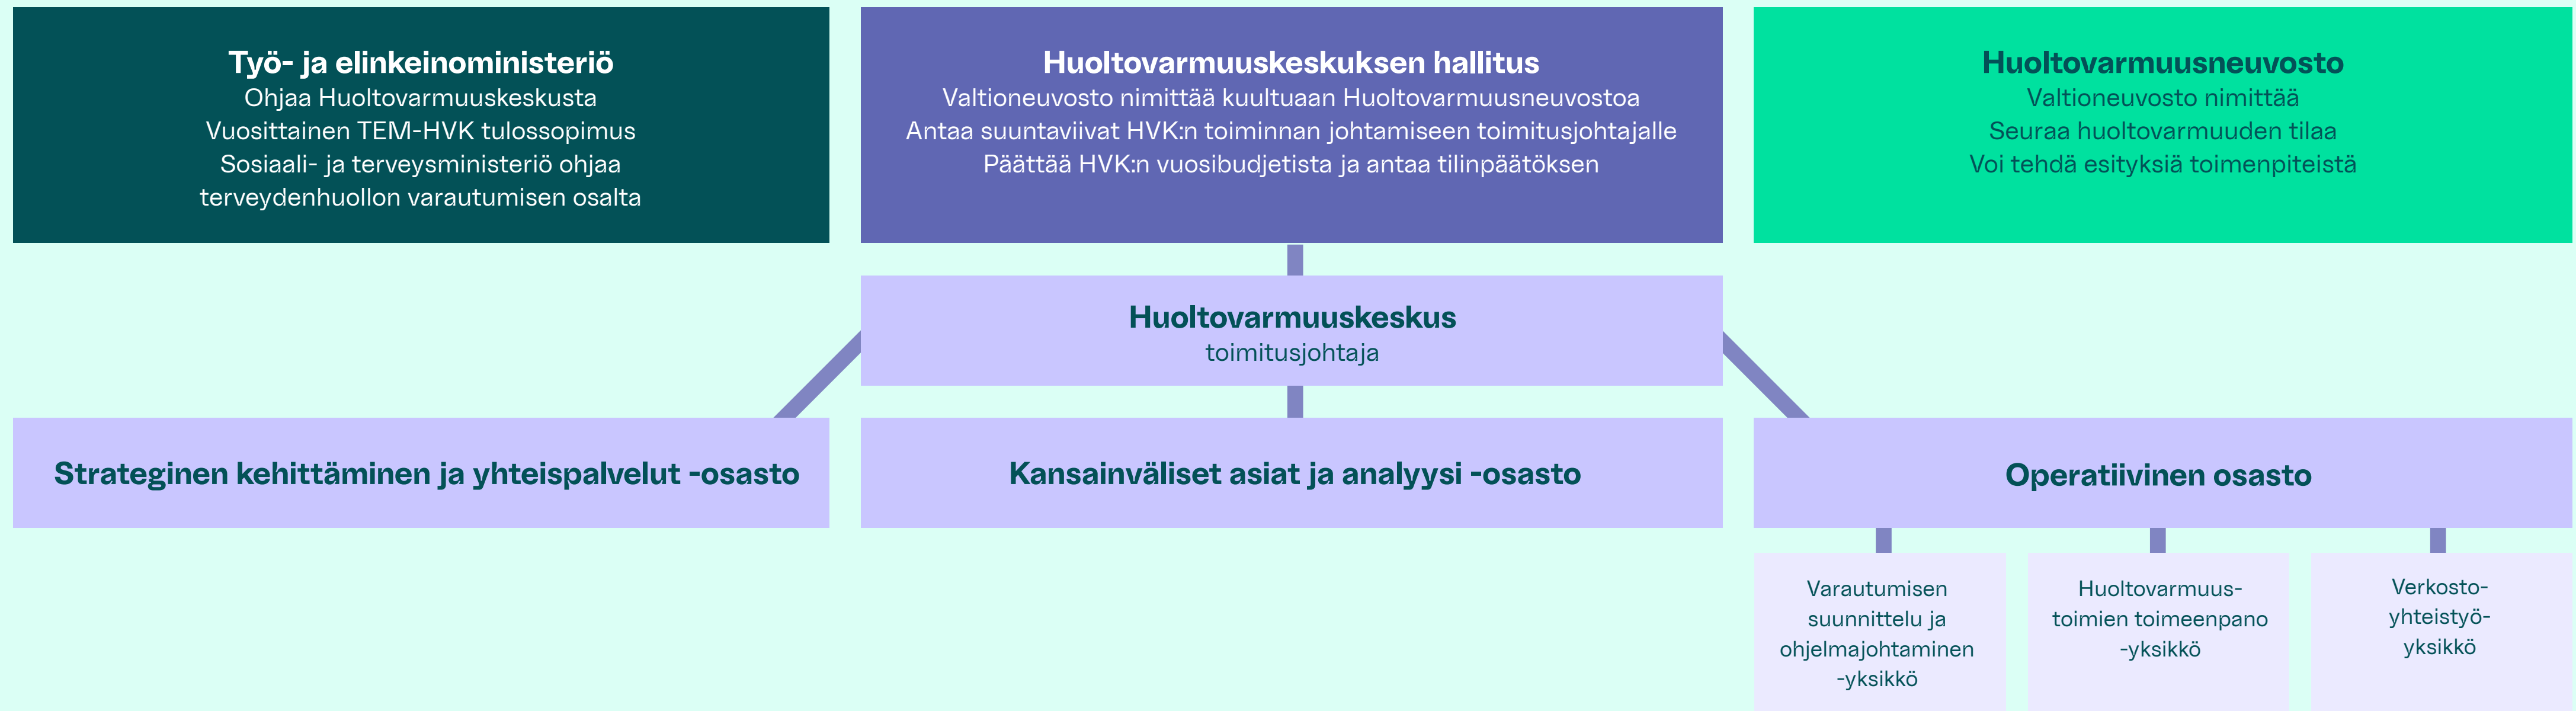 Työ- ja elinkeinoministeriö
Ohjaa Huoltovarmuuskeskusta
Vuosittainen TEM-HVK tulossopimus
Sosiaali- ja terveysministeriö ohjaa
terveydenhuollon varautumisen osalta
Huoltovarmuuskeskuksen hallitus
Valtioneuvosto nimittää kuultuaan Huoltovarmuusneuvostoa
Antaa suuntaviivat HVK:n toiminnan johtamiseen toimitusjohtajalle
Päättää HVK:n vuosibudjetista ja antaa tilinpäätöksen
Huoltovarmuusneuvosto
Valtioneuvosto nimittää
Seuraa huoltovarmuuden tilaa
Voi tehdä esityksiä toimenpiteistä
Huoltovarmuuskeskus
toimitusjohtaja
Strateginen kehittäminen ja yhteispalvelut -osasto
Kansainväliset asiat ja analyysi -osasto
Operatiivinen osasto
Varautumisen
suunnittelu ja
ohjelmajohtaminen
-yksikkö
Huoltovarmuus-
toimien toimeenpano
-yksikkö
Verkosto-
yhteistyö-
yksikkö